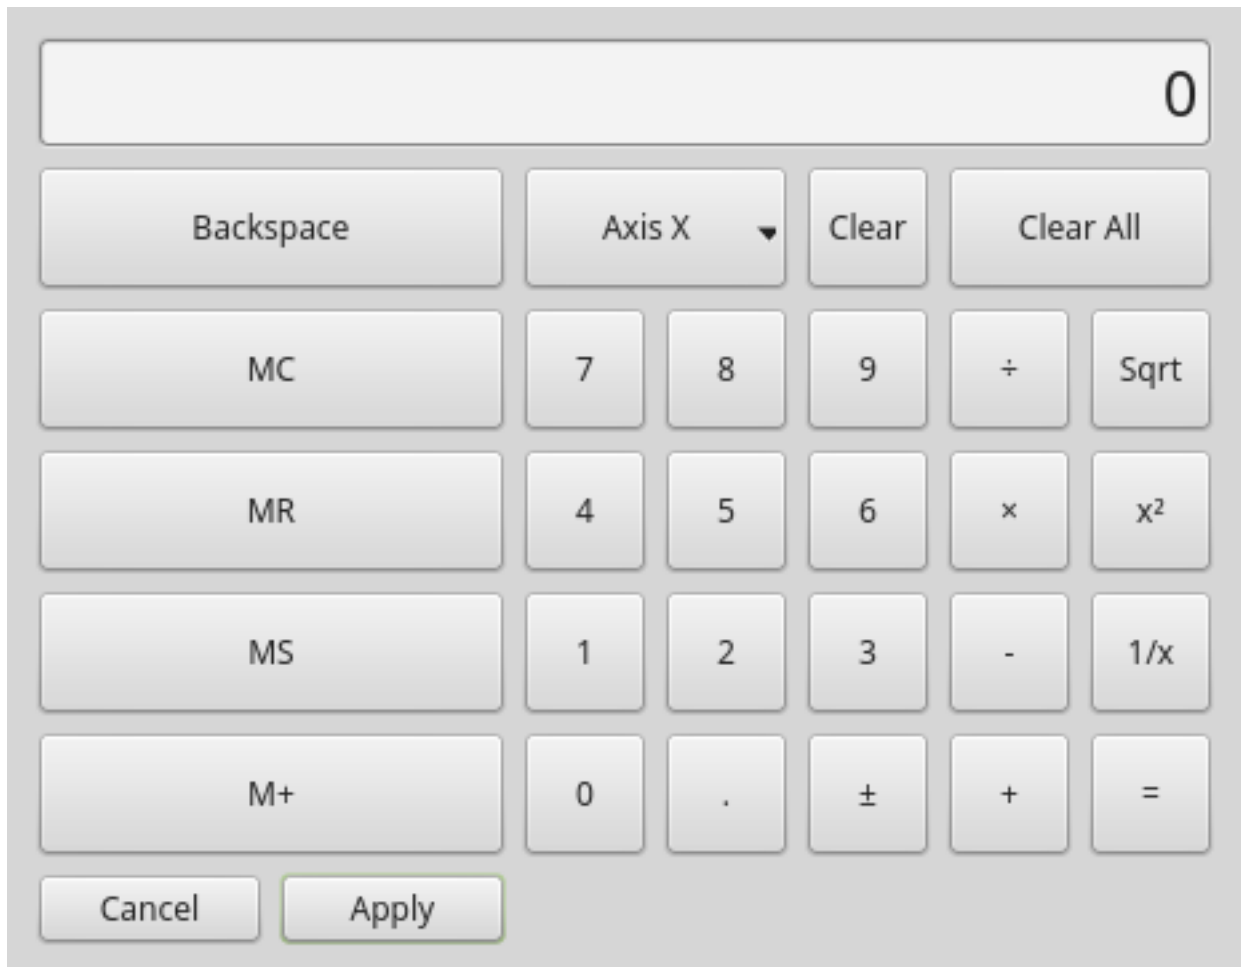 0
Backspace Axis X Clear Clear All
MC 7 8 9 ÷ Sqrt
MR 4 5 6 × x²
MS 1 2 3 - 1/x
M+ 0 . ± + =
Cancel Apply